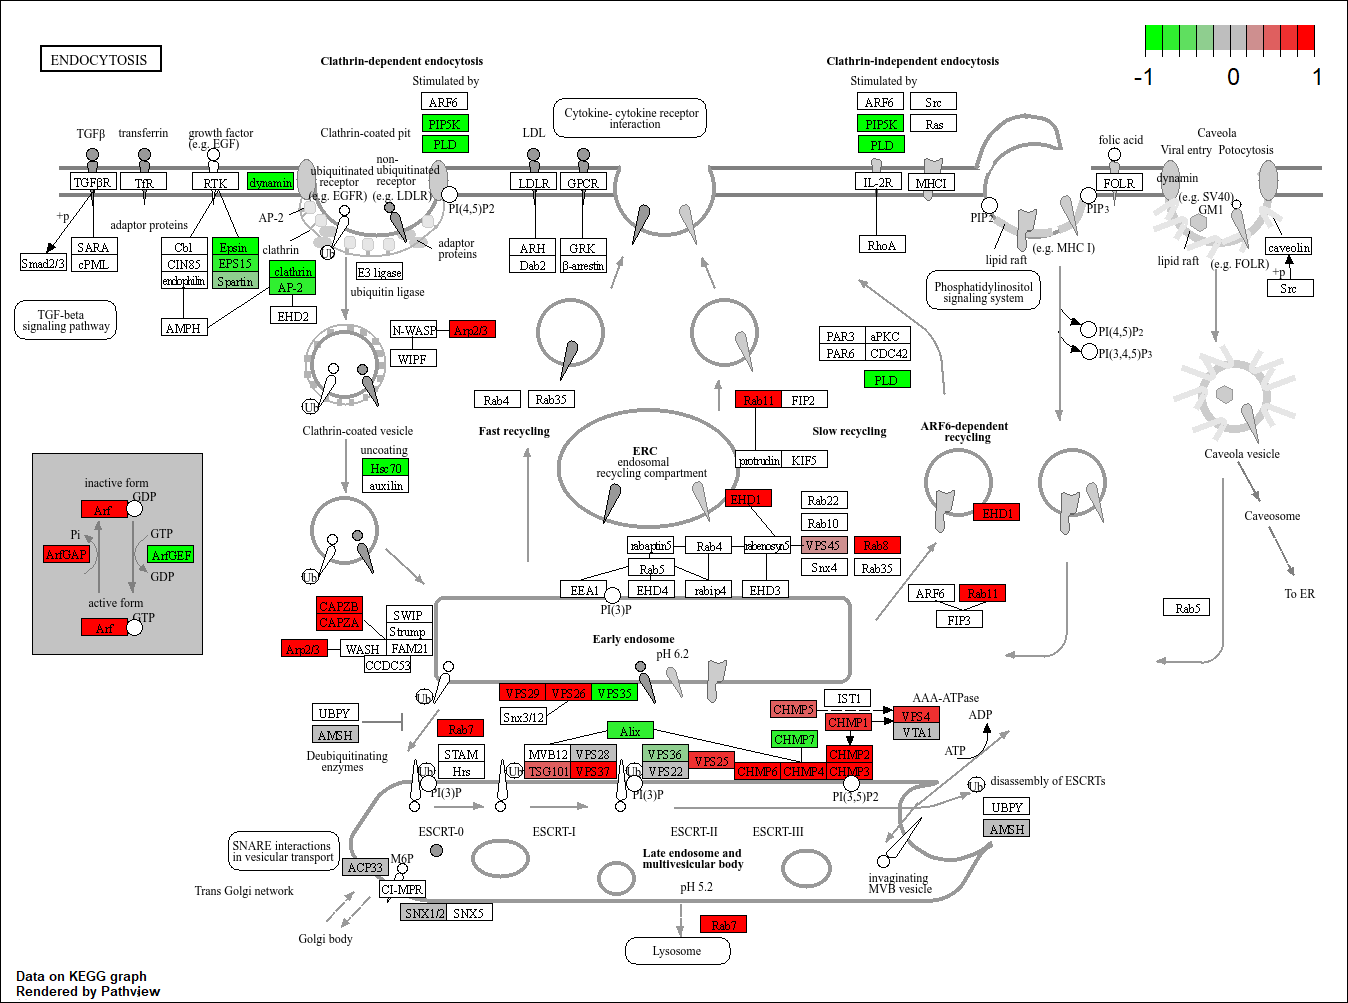 ENDOCYTOSIS
-1
0
1
Clathrin-dependent endocytosis
Stimulated by
ARF6
PIP5K
PLD
Clathrin-independent endocytosis
Stimulated by
ARF6
Src
PIP5K
Ras
PLD
Cytokine- cytokine receptor
interaction
TGFβ
transferrin
growth factor
(e.g. EGF)
Clathrin-coated pit
LDL
folic acid
Caveola
Viral entry
Potocytosis
non-
ubiquitinated
receptor
(e.g. LDLR)
ubiquitinated
receptor
(e.g. EGFR)
TGFβR
TfR
RTK
dynamin
LDLR
GPCR
IL-2R
MHCI
FOLR
dynamin
(e.g. SV40)
GM1
PI(4,5)P2
PIP2
PIP3
+p
adaptor proteins
AP-2
clathrin
Ub
adaptor
proteins
Smad2/3
SARA
cPML
Cbl
CIN85
endophilin
Epsin
EPS15
Spartin
clathrin
AP-2
EHD2
AMPH
E3 ligase
ubiquitin ligase
ARH
Dab2
GRK
β-arrestin
RhoA
lipid raft
(e.g. MHC I)
lipid raft
(e.g. FOLR)
caveolin
+p
Src
TGF-beta
signaling pathway
Phosphatidylinositol
signaling system
N-WASP
Arp2/3
WIPF
PAR3
aPKC
PAR6
CDC42
PLD
PI(4,5)P2
PI(3,4,5)P3
Ub
Rab4
Rab35
Rab11
FIP2
Clathrin-coated vesicle
Fast recycling
Slow recycling
ARF6-dependent
recycling
uncoating
Hsc70
auxilin
ERC
endosomal
recycling compartment
protrudin
KIF5
Caveola vesicle
Caveosome
To ER
inactive form
GDP
Arf
Pi
GTP
ArfGAP
ArfGEF
GDP
active form
GTP
Arf
EHD1
Rab22
Rab10
VPS45
Rab8
Snx4
Rab35
EHD1
rabaptin5
Rab4
rabenosyn5
Rab5
EEA1
EHD4
rabip4
EHD3
PI(3)P
Ub
ARF6
Rab11
FIP3
Rab5
CAPZB
CAPZA
SWIP
Strump
Arp2/3
WASH
FAM21
CCDC53
Early endosome
pH 6.2
Ub
VPS29
VPS26
VPS35
Snx3/12
UBPY
AMSH
Deubiquitinating
enzymes
Rab7
Alix
CHMP5
IST1
AAA-ATPase
CHMP1
VPS4
VTA1
ADP
ATP
CHMP7
STAM
Hrs
MVB12
VPS28
TSG101
VPS37
VPS36
VPS22
VPS25
CHMP6
CHMP4
CHMP2
CHMP3
Ub
PI(3)P
Ub
Ub
PI(3)P
PI(3,5)P2
Ub
disassembly of ESCRTs
UBPY
AMSH
ESCRT-0
ESCRT-I
ESCRT-II
ESCRT-III
SNARE interactions
in vesicular transport
ACP33
M6P
CI-MPR
SNX1/2
SNX5
Trans Golgi network
Golgi body
Late endosome and
multivesicular body
pH 5.2
invaginating
MVB vesicle
Rab7
Lysosome
Data on KEGG graph
Rendered by Pathview